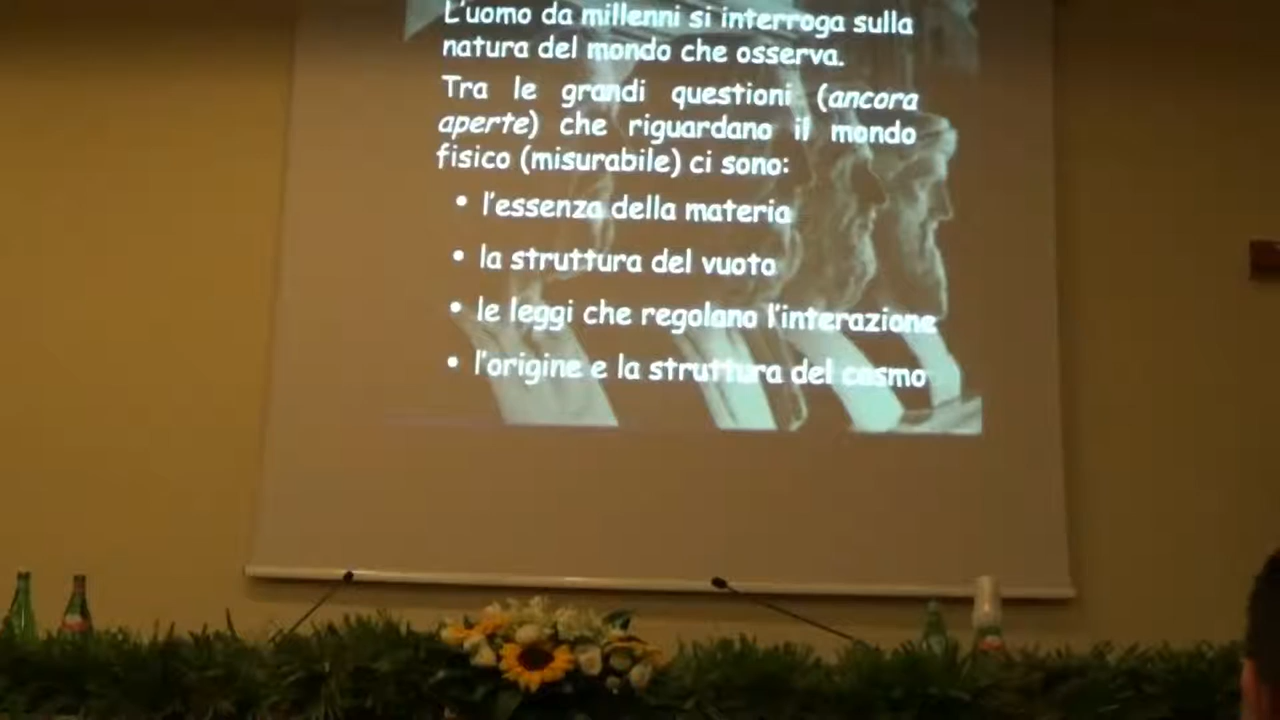 L'uomo da millenni si interroga sulla
natura del mondo che osserva.
Tra le grandi questioni (ancora
aperte) che riguardano il mondo
fisico (misurabile) ci sono:
• l'essenza della materia
• la struttura del vuoto
• le leggi che regolano l'interazione
• l'origine e la struttura del cosmo